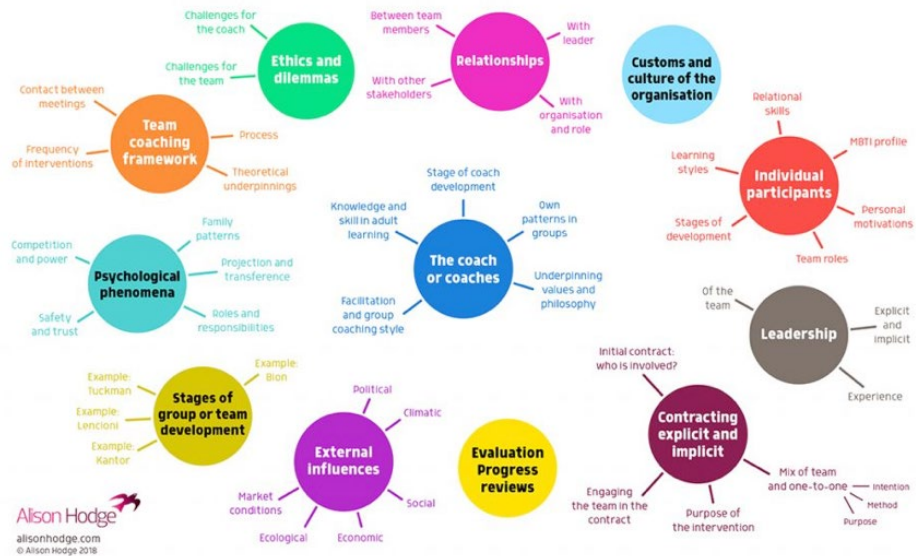 Challenges for
the coach
Challenges for
the team
Ethics and
dilemmas
Between team
members
With
leader
With other
stakeholders
With
organisation
and role
Relationships
Customs and
culture of the
organisation
Contact between
meetings
Frequency
of interventions
Process
Theoretical
underpinnings
Team
coaching
framework
Relational
skills
MBTI profile
Learning
styles
Personal
motivations
Stages of
development
Team roles
Individual
participants
Stage of coach
development
Knowledge and
skill in adult
learning
Own
patterns in
groups
Facilitation
and group
coaching style
Underpinning
values and
philosophy
The coach
or coaches
Family
patterns
Competition
and power
Projection and
transference
Safety
and trust
Roles and
responsibilities
Psychological
phenomena
Of the
team
Explicit
and
implicit
Experience
Leadership
Example:
Tuckman
Example:
Bion
Example:
Lencioni
Example:
Kantor
Stages of
group or team
development
Political
Climatic
Market
conditions
Social
Ecological
Economic
External
influences
Evaluation
Progress
reviews
Initial contract:
who is involved?
Contracting
explicit and
implicit
Engaging
the team in the
contract
Purpose of
the intervention
Mix of team
and one-to-one
Intention
Method
Purpose
Alison Hodge
alisonhodge.com
© Alison Hodge 2018